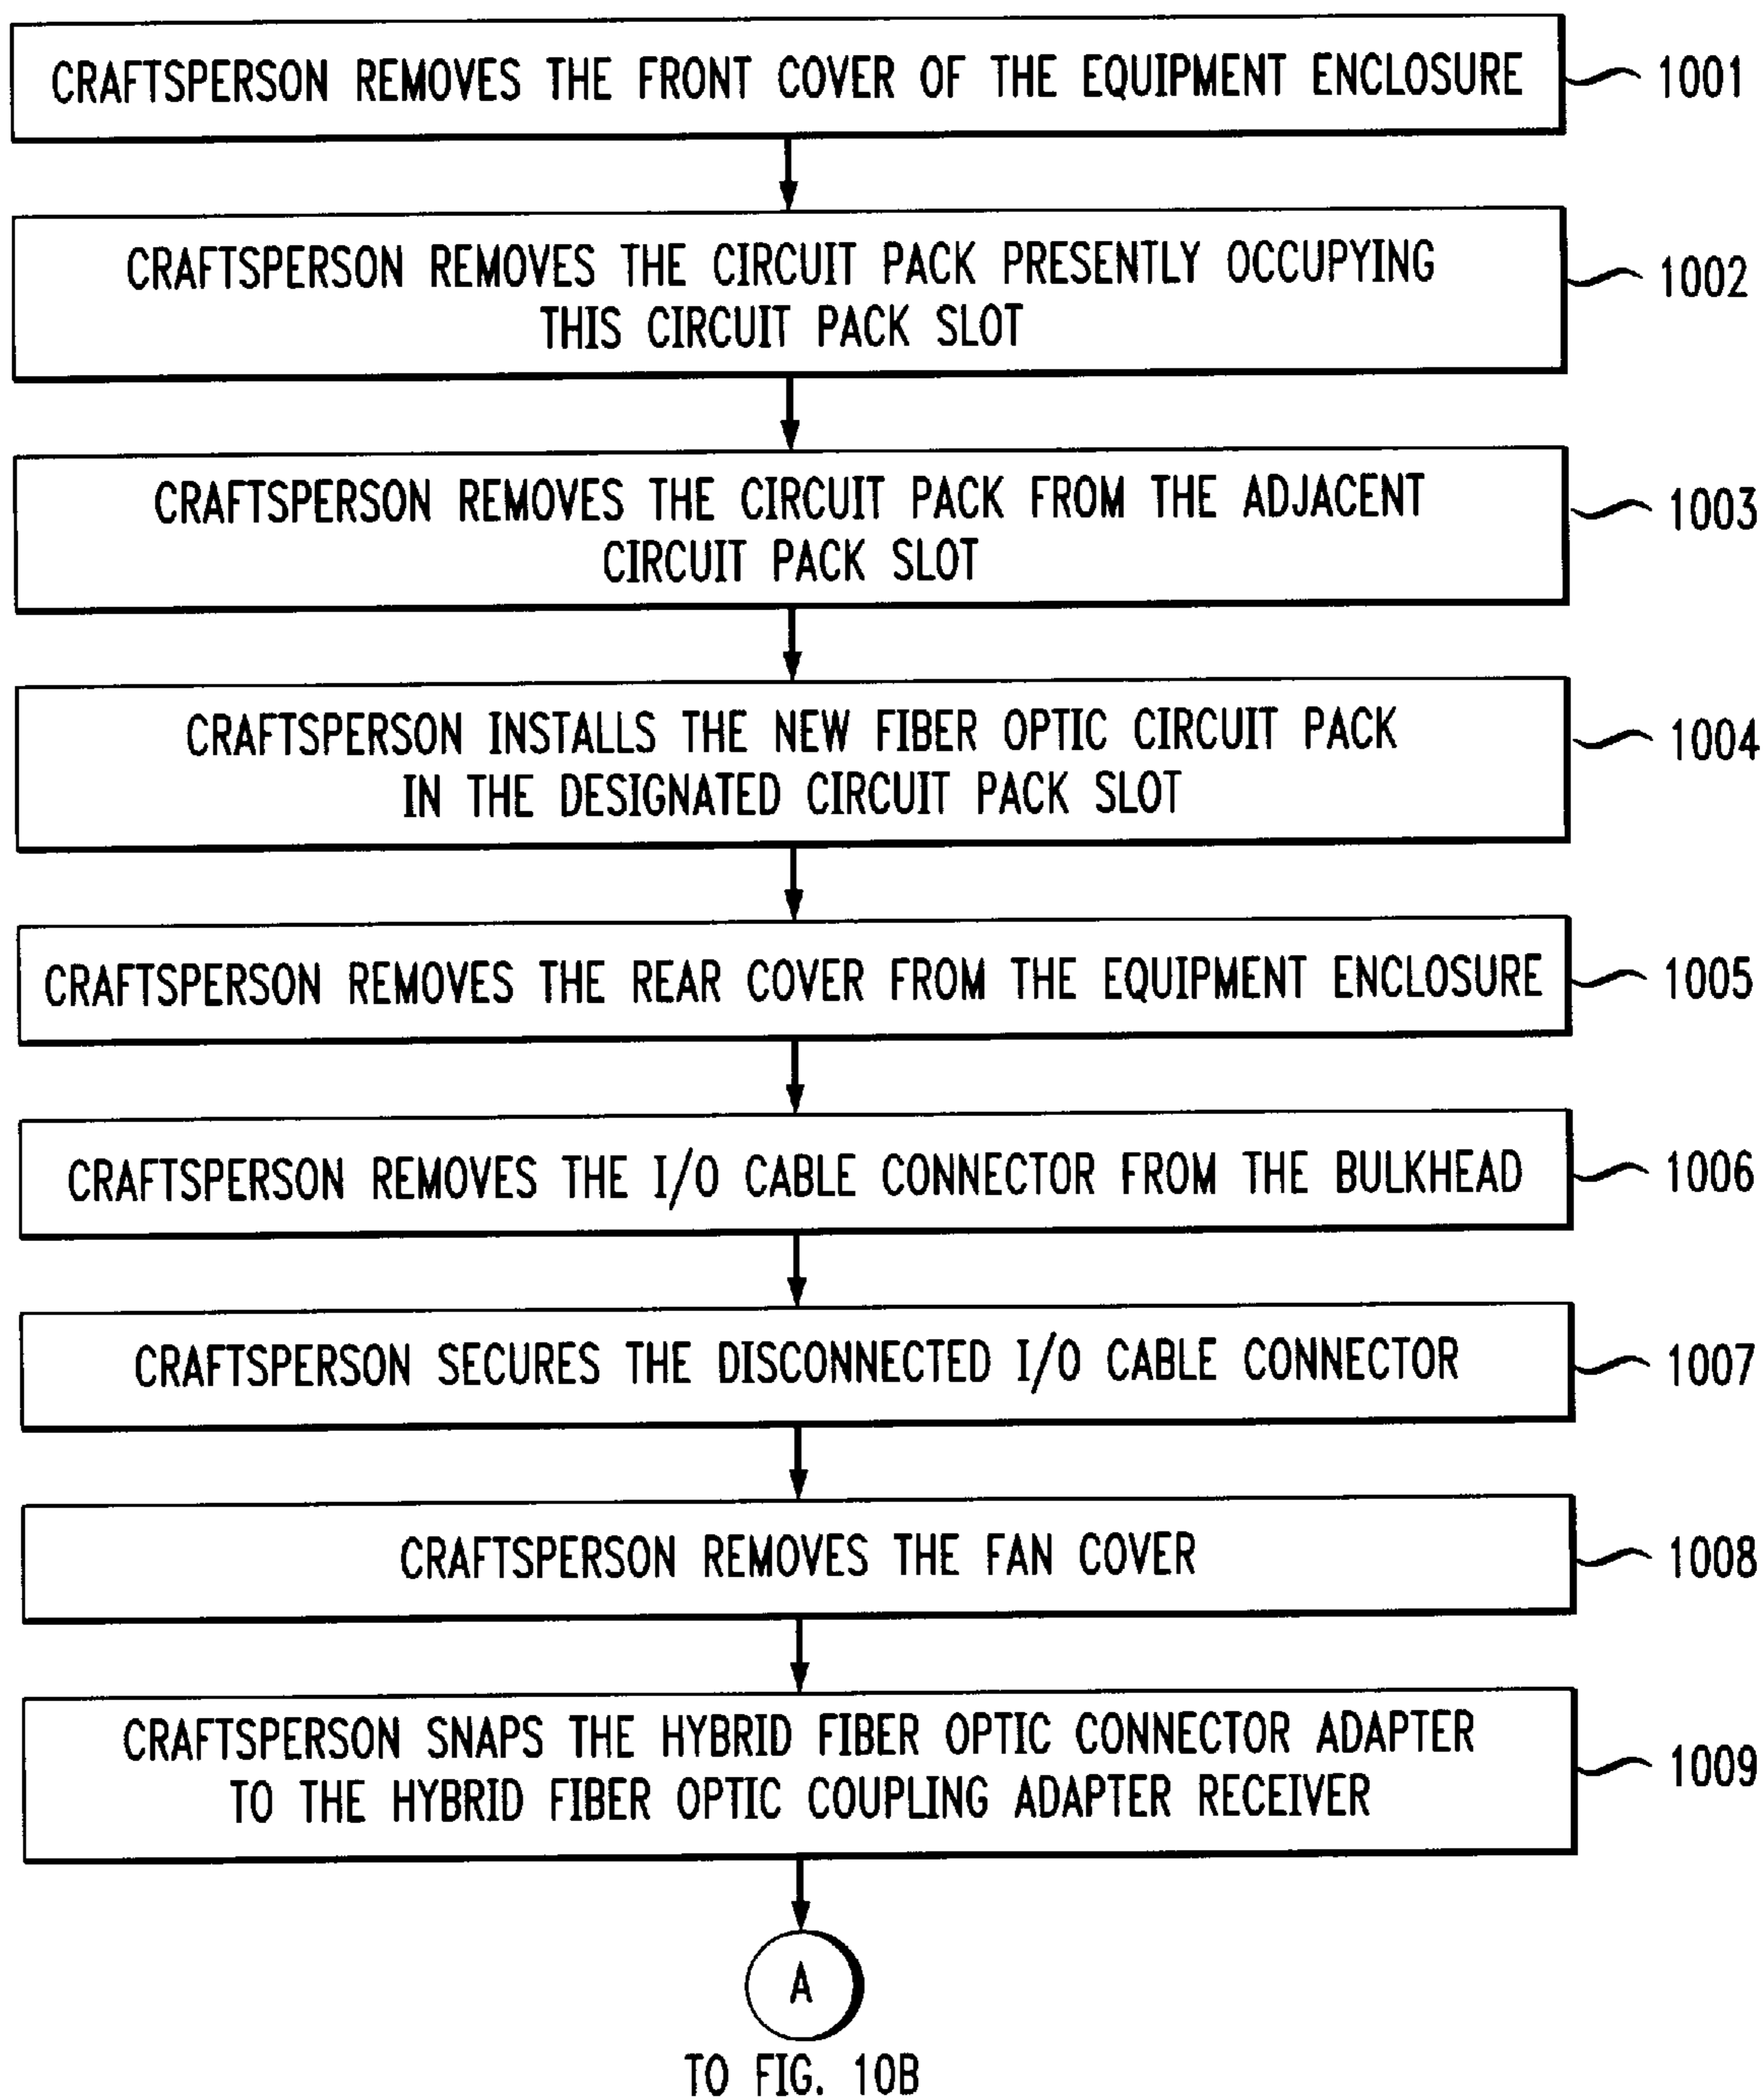 CRAFTSPERSON REMOVES THE FRONT COVER OF THE EQUIPMENT ENCLOSURE
1001
CRAFTSPERSON REMOVES THE CIRCUIT PACK PRESENTLY OCCUPYING
THIS CIRCUIT PACK SLOT
1002
CRAFTSPERSON REMOVES THE CIRCUIT PACK FROM THE ADJACENT
CIRCUIT PACK SLOT
1003
CRAFTSPERSON INSTALLS THE NEW FIBER OPTIC CIRCUIT PACK
IN THE DESIGNATED CIRCUIT PACK SLOT
1004
CRAFTSPERSON REMOVES THE REAR COVER FROM THE EQUIPMENT ENCLOSURE
1005
CRAFTSPERSON REMOVES THE I/O CABLE CONNECTOR FROM THE BULKHEAD
1006
CRAFTSPERSON SECURES THE DISCONNECTED I/O CABLE CONNECTOR
1007
CRAFTSPERSON REMOVES THE FAN COVER
1008
CRAFTSPERSON SNAPS THE HYBRID FIBER OPTIC CONNECTOR ADAPTER
TO THE HYBRID FIBER OPTIC COUPLING ADAPTER RECEIVER
1009
A
TO FIG. 10B